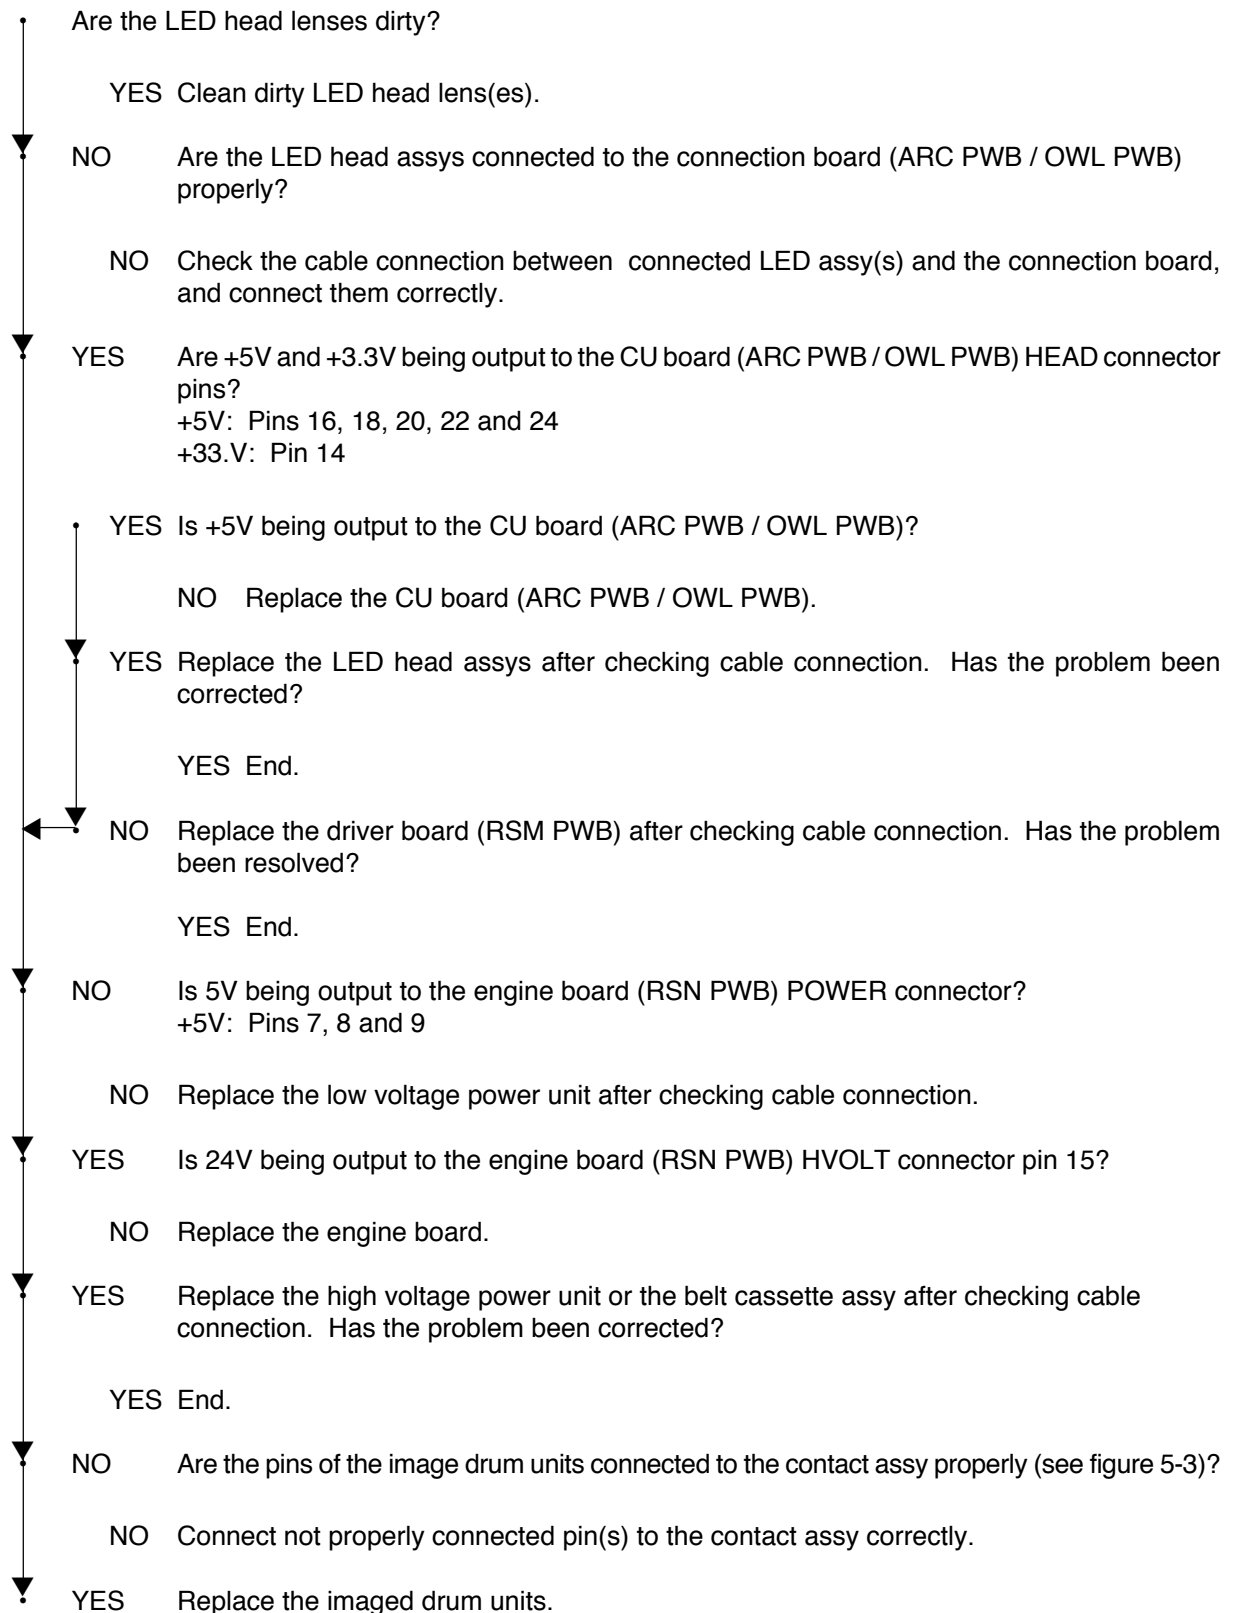 Are the LED head lenses dirty?
YES Clean dirty LED head lens(es).
NO Are the LED head assys connected to the connection board (ARC PWB / OWL PWB)
properly?
NO Check the cable connection between connected LED assy(s) and the connection board,
and connect them correctly.
YES Are +5V and +3.3V being output to the CU board (ARC PWB / OWL PWB) HEAD connector
pins?
+5V: Pins 16, 18, 20, 22 and 24
+33.V: Pin 14
YES Is +5V being output to the CU board (ARC PWB / OWL PWB)?
NO Replace the CU board (ARC PWB / OWL PWB).
YES Replace the LED head assys after checking cable connection. Has the problem been
corrected?
YES End.
NO Replace the driver board (RSM PWB) after checking cable connection. Has the problem
been resolved?
YES End.
NO Is 5V being output to the engine board (RSN PWB) POWER connector?
+5V: Pins 7, 8 and 9
NO Replace the low voltage power unit after checking cable connection.
YES Is 24V being output to the engine board (RSN PWB) HVOLT connector pin 15?
NO Replace the engine board.
YES Replace the high voltage power unit or the belt cassette assy after checking cable
connection. Has the problem been corrected?
YES End.
NO Are the pins of the image drum units connected to the contact assy properly (see figure 5-3)?
NO Connect not properly connected pin(s) to the contact assy correctly.
YES Replace the imaged drum units.